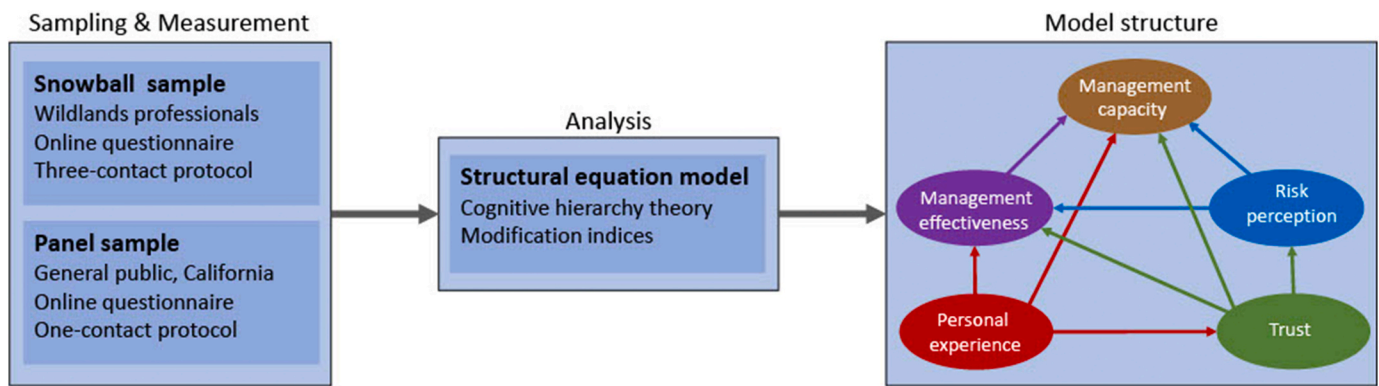 Sampling & Measurement
Snowball sample
Wildlands professionals
Online questionnaire
Three-contact protocol
Panel sample
General public, California
Online questionnaire
One-contact protocol
Analysis
Structural equation model
Cognitive hierarchy theory
Modification indices
Model structure
Management
capacity
Management
effectiveness
Risk
perception
Personal
experience
Trust